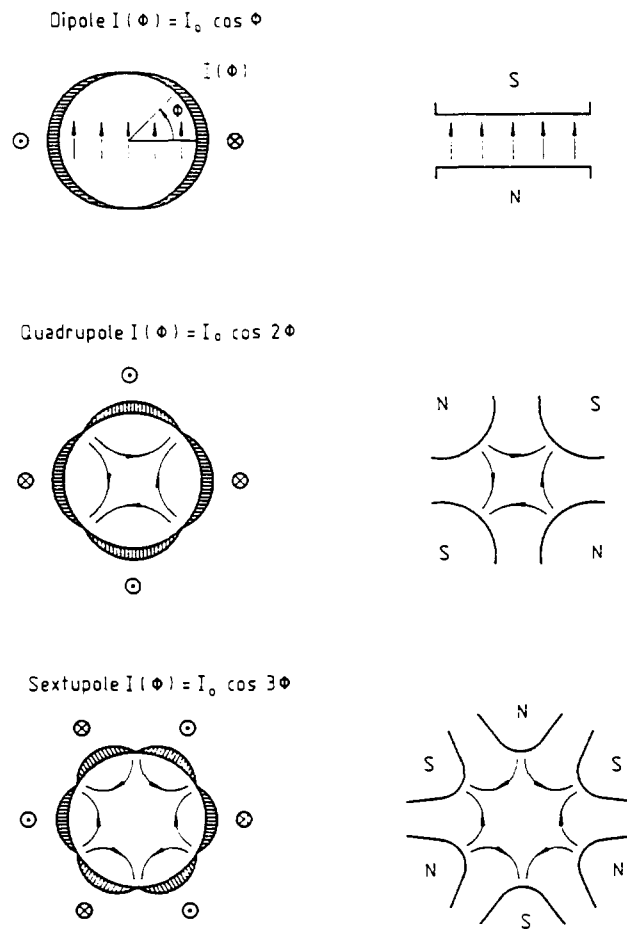 Dipole I(Φ) = I₀ cos Φ
I(Φ)
Φ
S
N
Quadrupole I(Φ) = I₀ cos 2Φ
N
S
S
N
Sextupole I(Φ) = I₀ cos 3Φ
N
S
S
N
N
S